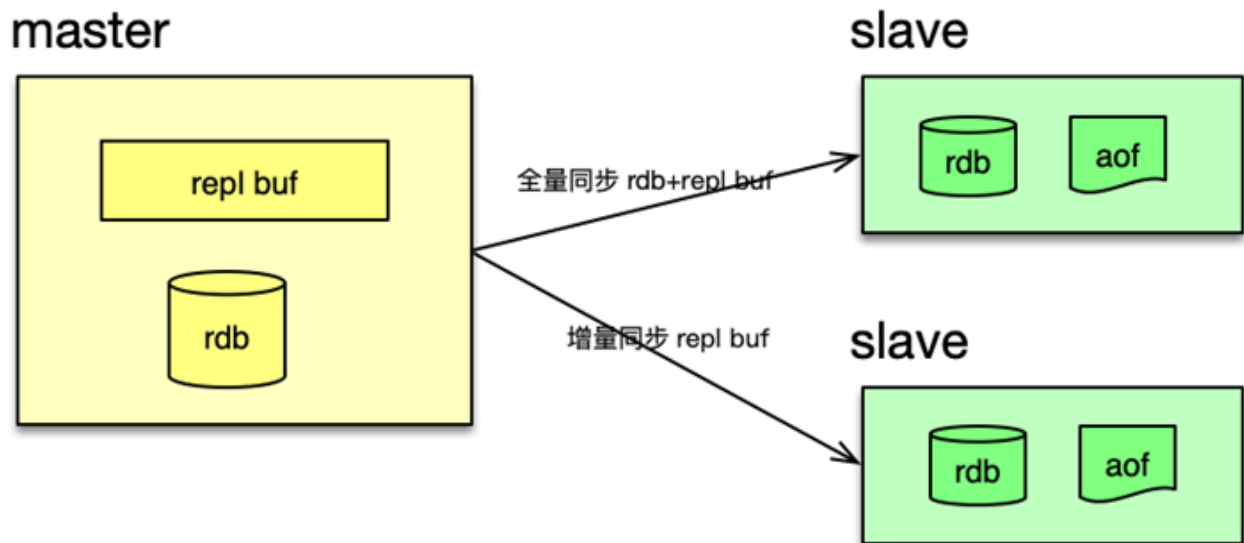 master
repl buf
rdb
全量同步 rdb+repl buf
增量同步 repl buf
slave
rdb
aof
slave
rdb
aof